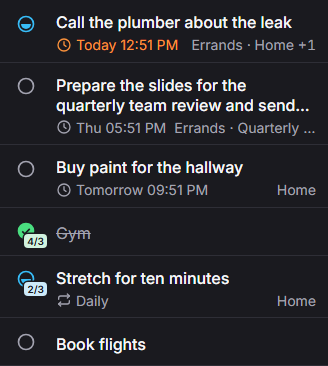 Call the plumber about the leak
Today 12:51 PM Errands · Home +1
Prepare the slides for the
quarterly team review and send...
Thu 05:51 PM Errands · Quarterly ...
Buy paint for the hallway
Tomorrow 09:51 PM Home
Gym
4/3
Stretch for ten minutes
2/3
Daily Home
Book flights